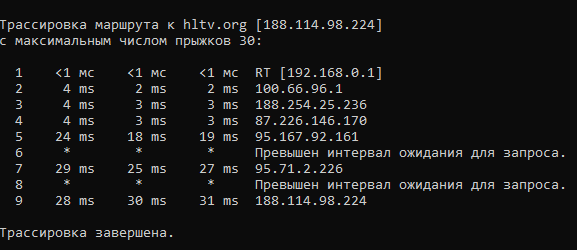 Трассировка маршрута к hltv.org [188.114.98.224]
с максимальным числом прыжков 30:
1 <1 мс <1 мс <1 мс RT [192.168.0.1]
2 4 ms 2 ms 2 ms 100.66.96.1
3 4 ms 3 ms 3 ms 188.254.25.236
4 4 ms 3 ms 3 ms 87.226.146.170
5 24 ms 18 ms 19 ms 95.167.92.161
6 * * * Превышен интервал ожидания для запроса.
7 29 ms 25 ms 27 ms 95.71.2.226
8 * * * Превышен интервал ожидания для запроса.
9 28 ms 30 ms 31 ms 188.114.98.224
Трассировка завершена.